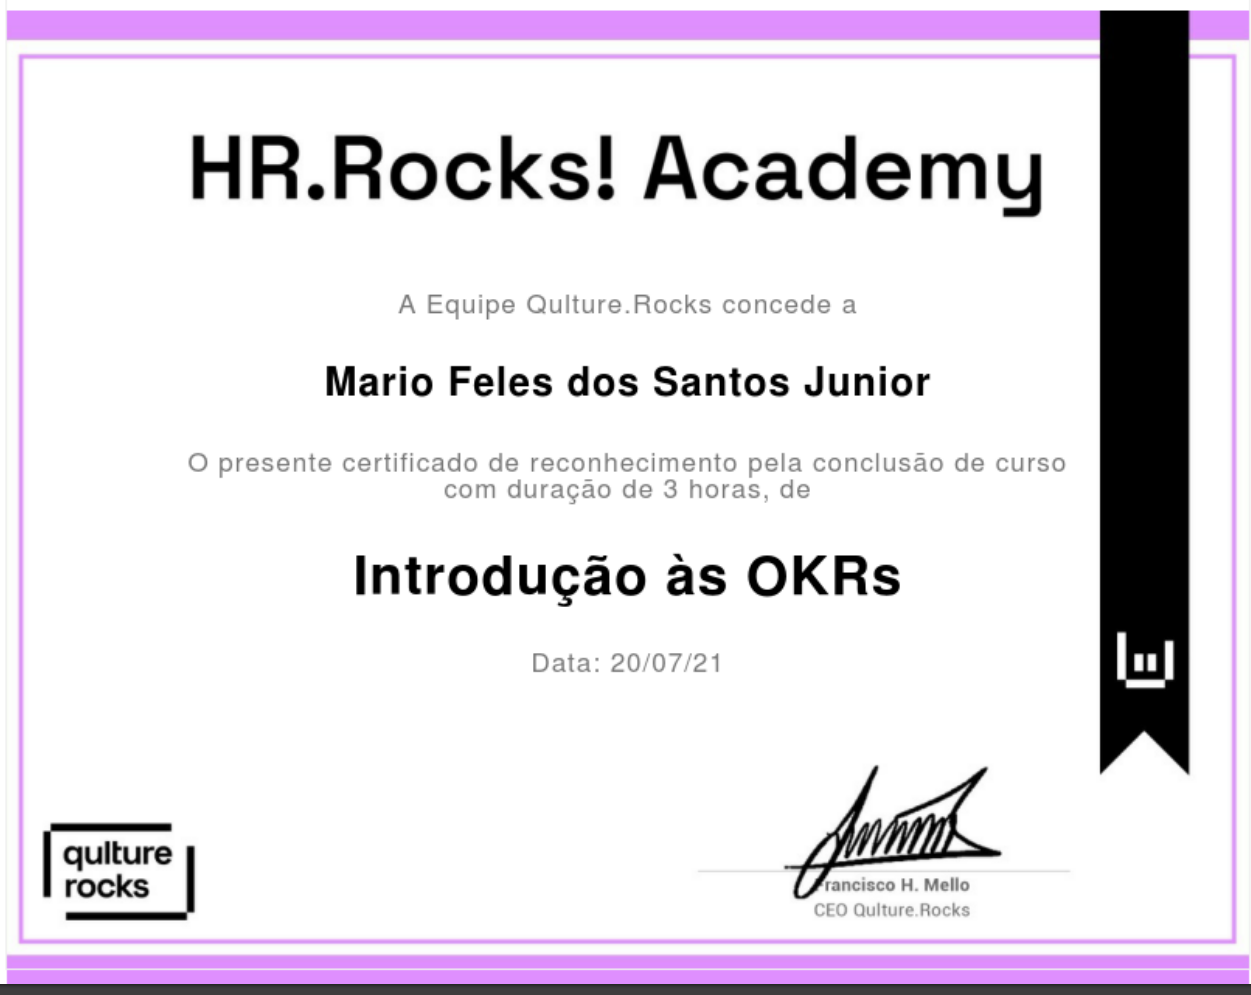 HR.Rocks! Academy
A Equipe Qulture.Rocks concede a
Mario Feles dos Santos Junior
O presente certificado de reconhecimento pela conclusão de curso
com duração de 3 horas, de
Introdução às OKRs
Data: 20/07/21
qulture
rocks
Francisco H. Mello
CEO Qulture.Rocks